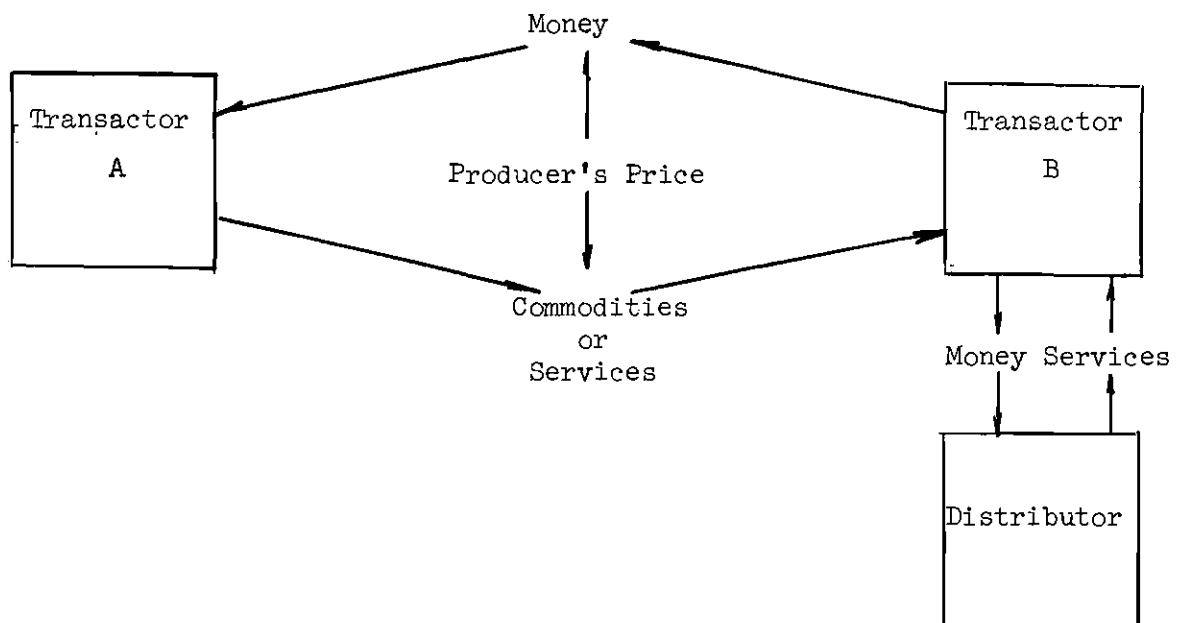 Money
Transactor
A
Transactor
B
Producer's Price
Commodities
or
Services
Money Services
Distributor